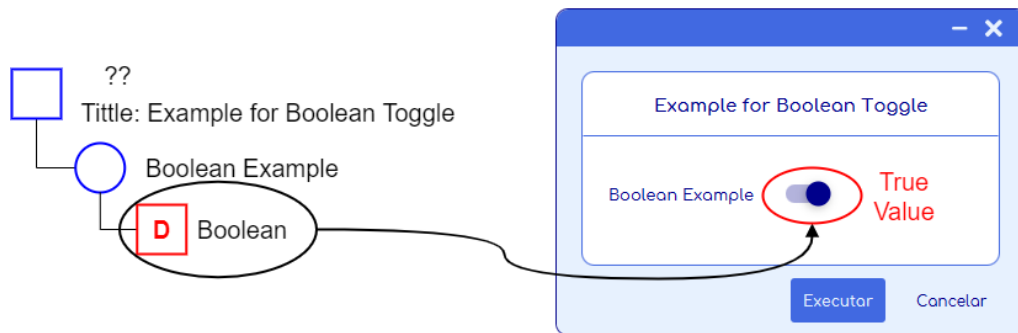 ??
Tittle: Example for Boolean Toggle
Boolean Example
D Boolean
Example for Boolean Toggle
Boolean Example
True
Value
Executar Cancelar